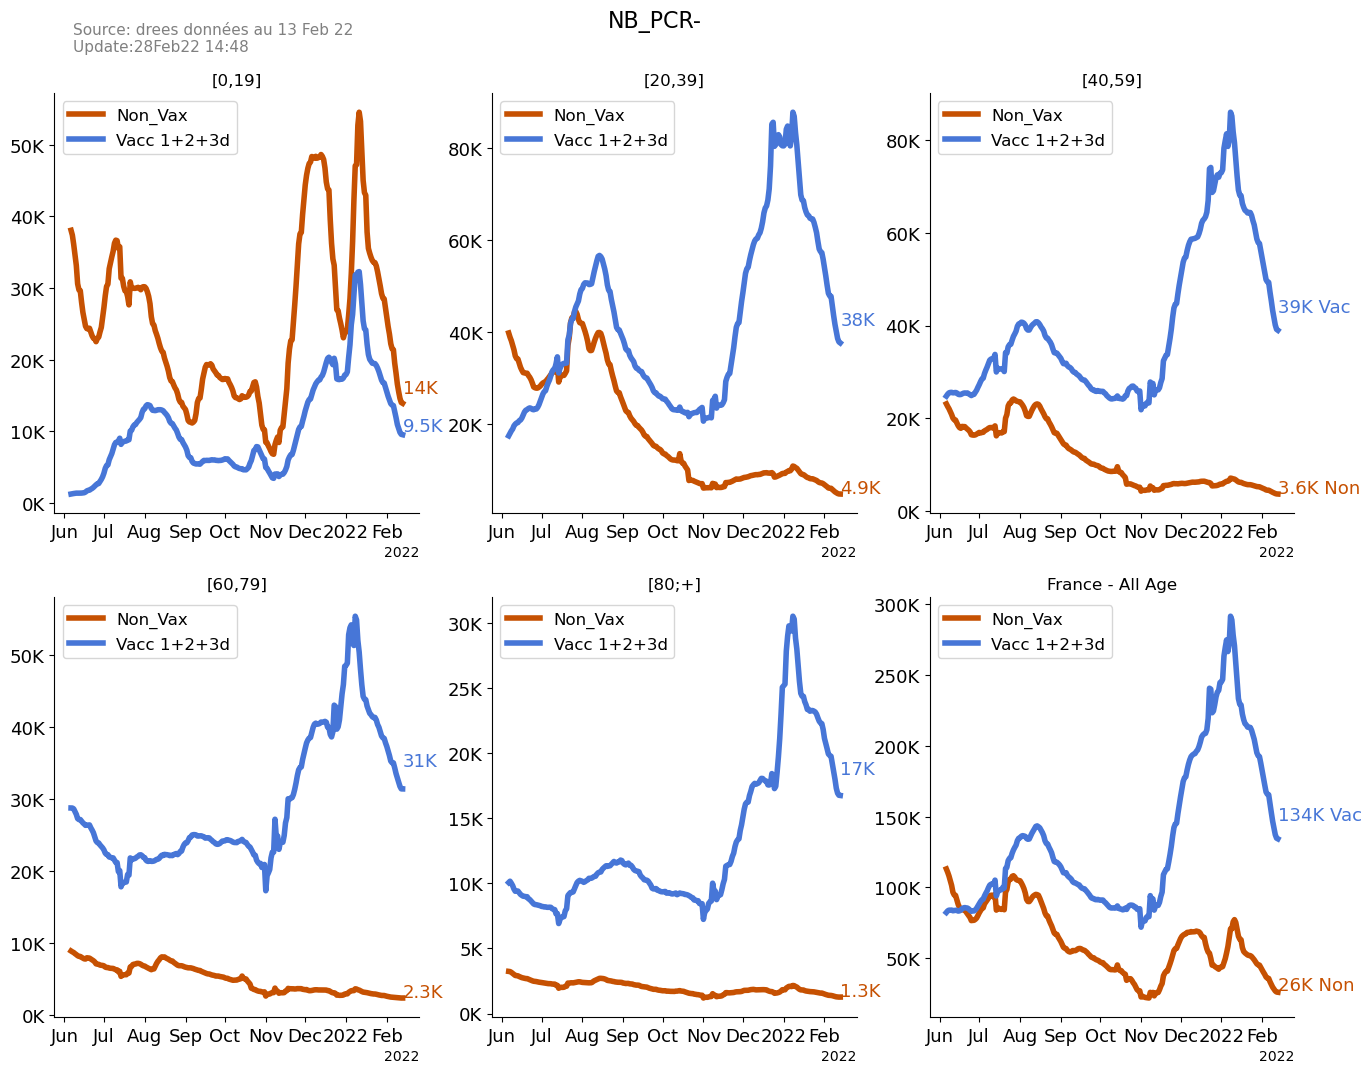 NB_PCR-
Source: drees données au 13 Feb 22
Update:28Feb22 14:48
[0,19]
Non_Vax
Vacc 1+2+3d
50K
40K
30K
20K
10K
0K
14K
9.5K
Jun Jul Aug Sep Oct Nov Dec 2022 Feb
2022
[20,39]
Non_Vax
Vacc 1+2+3d
80K
60K
40K
20K
38K
4.9K
Jun Jul Aug Sep Oct Nov Dec 2022 Feb
2022
[40,59]
Non_Vax
Vacc 1+2+3d
80K
60K
40K
20K
0K
39K Vac
3.6K Non
Jun Jul Aug Sep Oct Nov Dec 2022 Feb
2022
[60,79]
Non_Vax
Vacc 1+2+3d
50K
40K
30K
20K
10K
0K
31K
2.3K
Jun Jul Aug Sep Oct Nov Dec 2022 Feb
2022
[80;+]
Non_Vax
Vacc 1+2+3d
30K
25K
20K
15K
10K
5K
0K
17K
1.3K
Jun Jul Aug Sep Oct Nov Dec 2022 Feb
2022
France - All Age
Non_Vax
Vacc 1+2+3d
300K
250K
200K
150K
100K
50K
134K Vac
26K Non
Jun Jul Aug Sep Oct Nov Dec 2022 Feb
2022